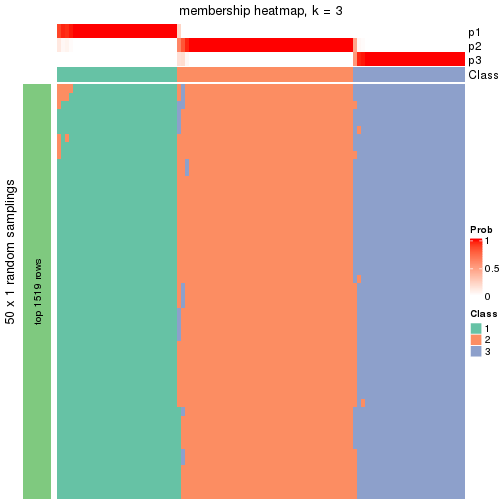 membership heatmap, k = 3
p1
p2
p3
Class
50 x 1 random samplings
top 1519 rows
Prob
1
0.5
0
Class
1
2
3